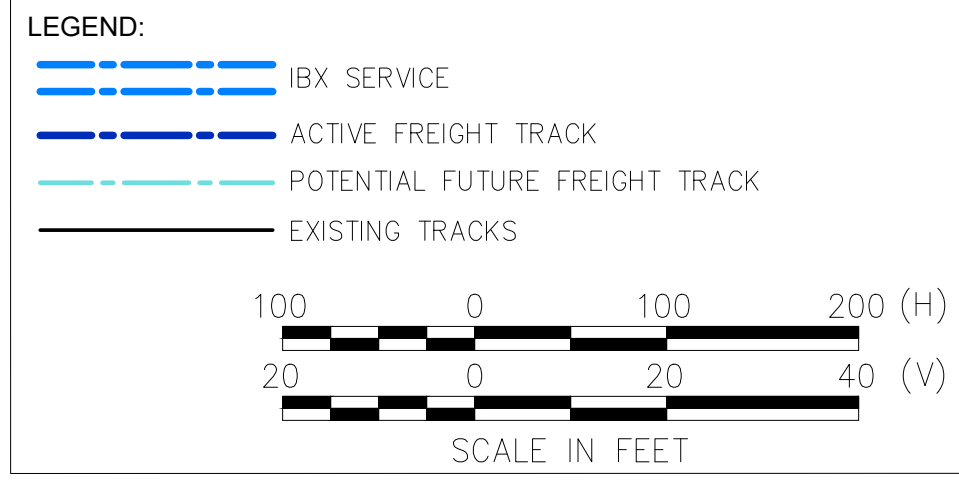 LEGEND:
IBX SERVICE
ACTIVE FREIGHT TRACK
POTENTIAL FUTURE FREIGHT TRACK
EXISTING TRACKS
100 0 100 200 (H)
20 0 20 40 (V)
SCALE IN FEET